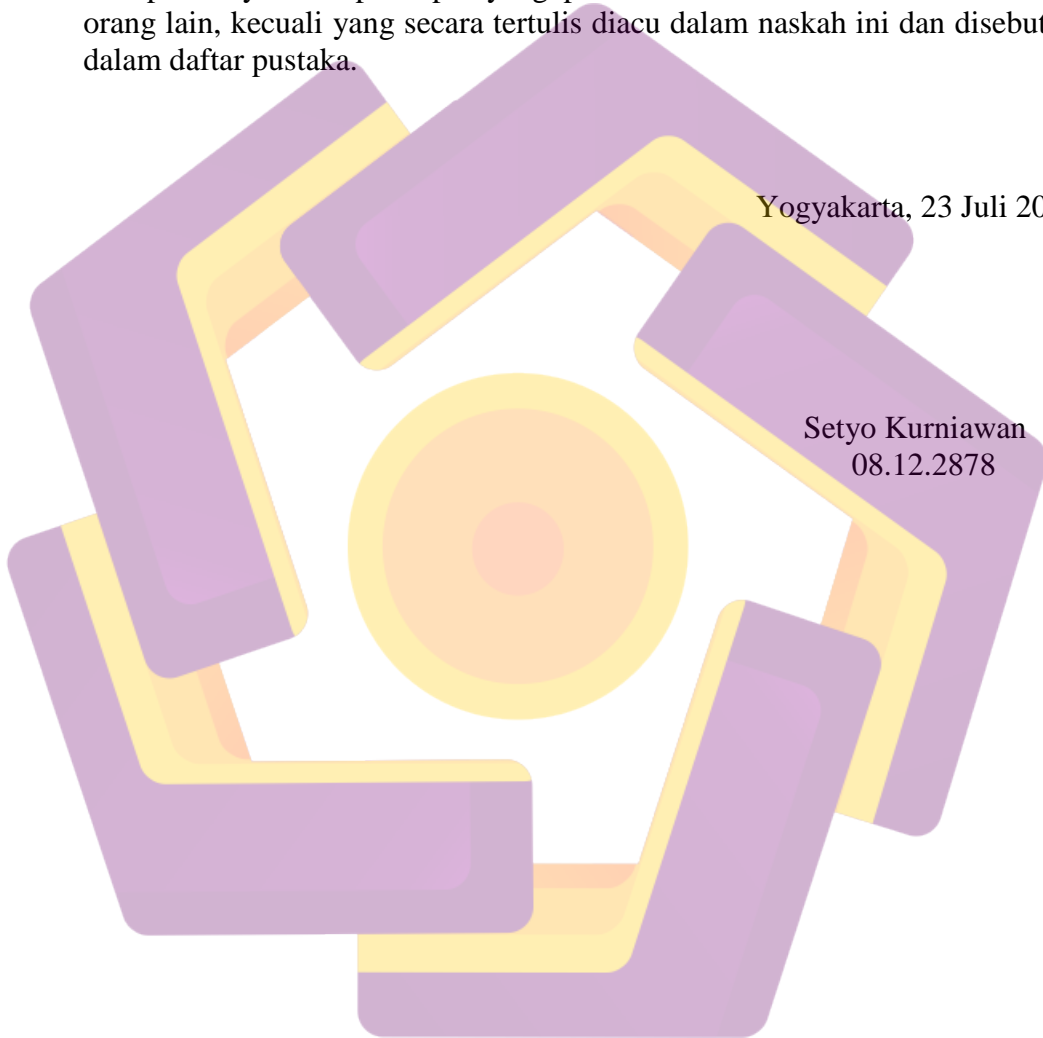 orang lain, kecuali yang secara tertulis diacu dalam naskah ini dan disebut
dalam daftar pustaka.
Yogyakarta, 23 Juli 20
Setyo Kurniawan
08.12.2878